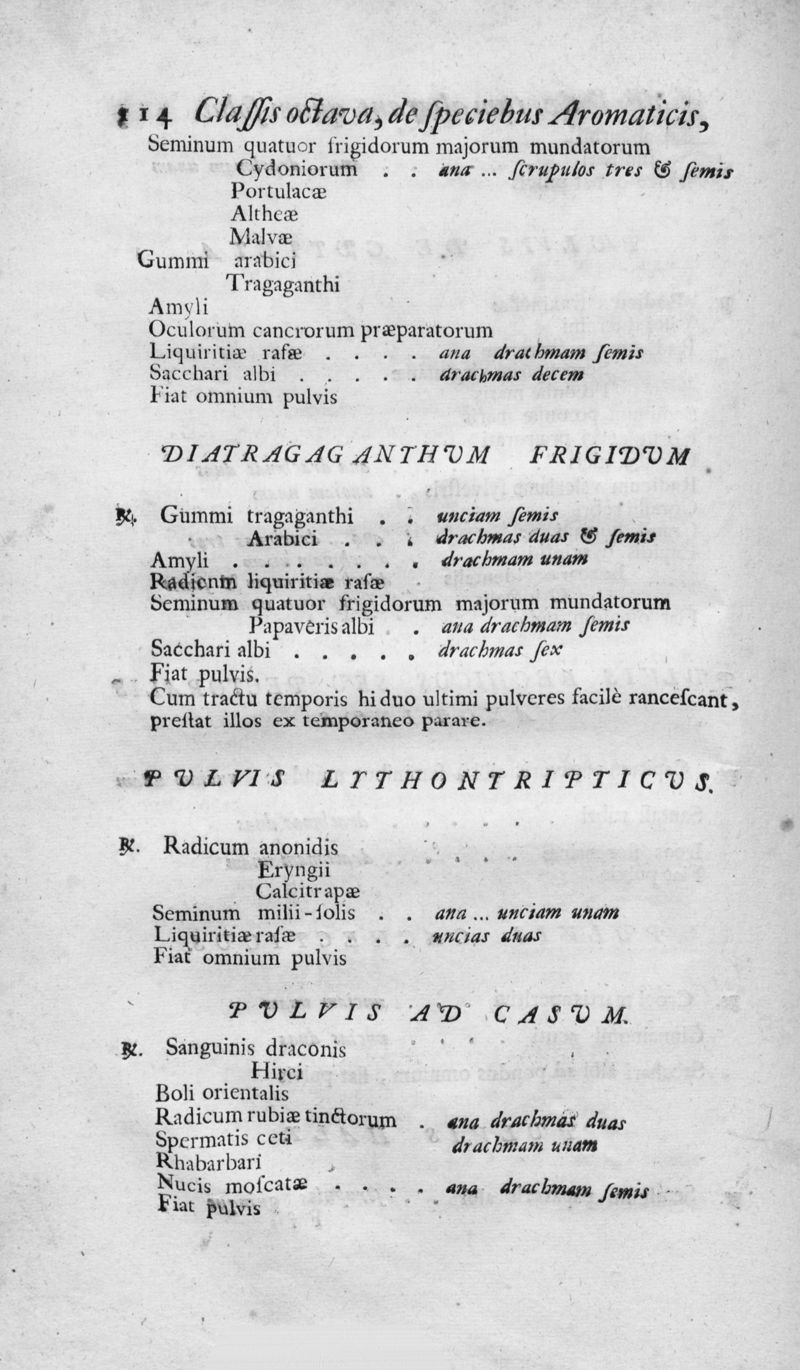 114 Claſſis octava, de ſpeciebus Aromaticis,
Seminum quatuor frigidorum majorum mundatorum
Cydoniorum . . ana ... ſcrupulos tres & ſemis
Portulacæ
Altheæ
Malvæ
Gummi arabici
Tragaganthi
Amyli
Oculorum cancrorum præparatorum
Liquiritiæ raſæ . . . . ana drachmam ſemis
Sacchari albi . . . . . drachmas decem
Fiat omnium pulvis
DIATRAGAGANTHVM FRIGIDVM
℞. Gummi tragaganthi . . unciam ſemis
Arabici . . . drachmas duas & ſemis
Amyli . . . . . . . drachmam unam
Radicum liquiritiæ raſæ
Seminum quatuor frigidorum majorum mundatorum
Papaveris albi . ana drachmam ſemis
Sacchari albi . . . . . drachmas ſex
Fiat pulvis.
Cum tractu temporis hi duo ultimi pulveres facilè ranceſcant,
preſtat illos ex temporaneo parare.
PVLVIS LITHONTRIPTICVS.
℞. Radicum anonidis
Eryngii
Calcitrapæ
Seminum milii-ſolis . . ana ... unciam unam
Liquiritiæ raſæ . . . . uncias duas
Fiat omnium pulvis
PVLVIS AD CASVM.
℞. Sanguinis draconis
Hirci
Boli orientalis
Radicum rubiæ tinctorum . ana drachmas duas
Spermatis ceti drachmam unam
Rhabarbari
Nucis moſcatæ . . . . ana drachmam ſemis
Fiat pulvis